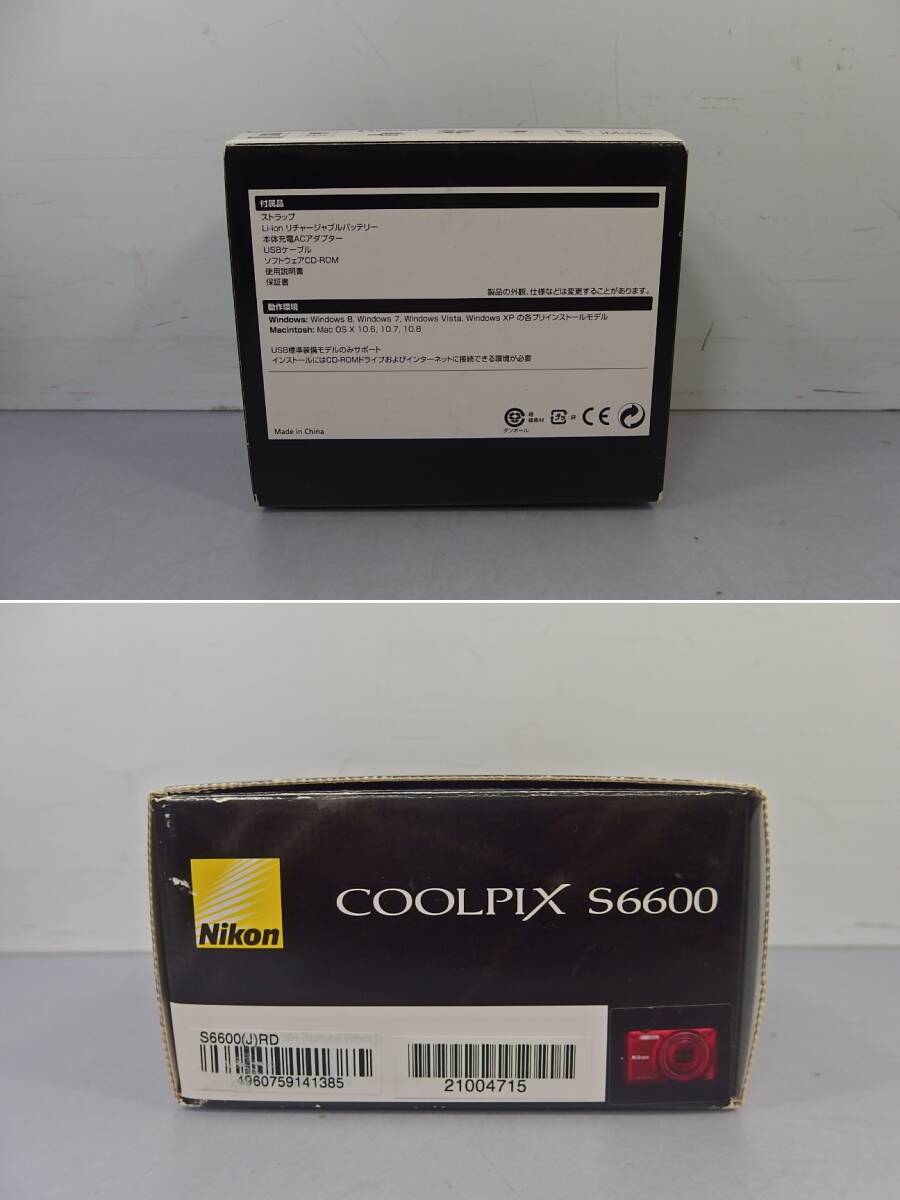 付属品
ストラップ
Li-ion リチャージャブルバッテリー
本体充電ACアダプター
USBケーブル
ソフトウェアCD-ROM
使用説明書
保証書
製品の外観、仕様などは変更することがあります。
動作環境
Windows: Windows 8, Windows 7, Windows Vista, Windows XP の各プリインストールモデル
Macintosh: Mac OS X 10.6, 10.7, 10.8
USB標準装備モデルのみサポート
インストールにはCD-ROMドライブおよびインターネットに接続できる環境が必要
ダンボール
CE
Made in China
Nikon
COOLPIX S6600
S6600(J)RD
4960759141385
21004715
Nikon